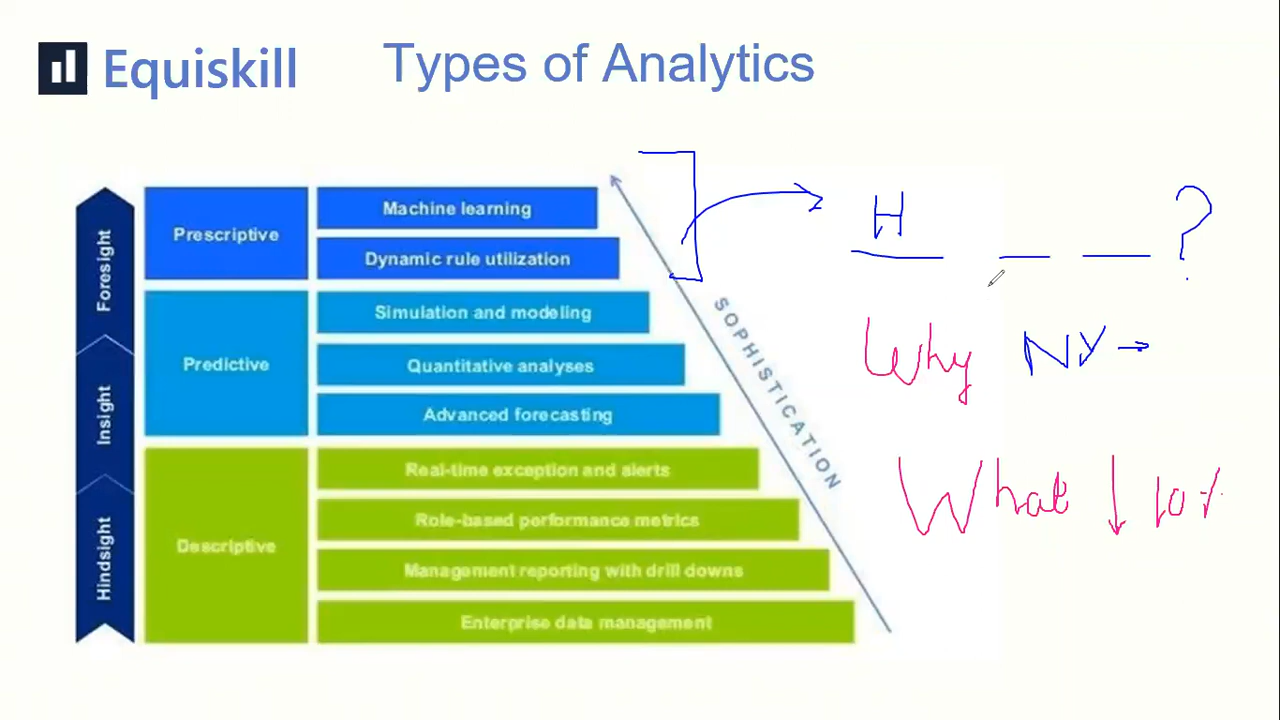 Equiskill
Types of Analytics
Foresight
Insight
Hindsight
Prescriptive
Machine learning
Dynamic rule utilization
Predictive
Simulation and modeling
Quantitative analyses
Advanced forecasting
Descriptive
Real-time exception and alerts
Role-based performance metrics
Management reporting with drill downs
Enterprise data management
SOPHISTICATION
H ?
Why NY →
What ↓ 10%